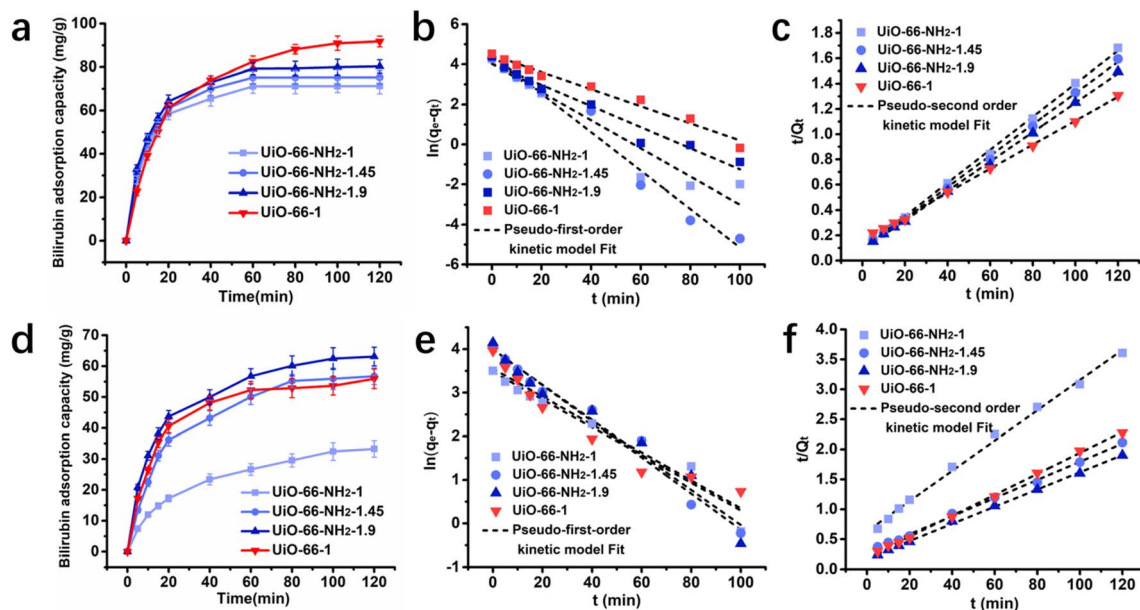 a
Bilirubin adsorption capacity (mg/g)
100
90
80
70
60
50
40
30
20
10
0
UiO-66-NH2-1
UiO-66-NH2-1.45
UiO-66-NH2-1.9
UiO-66-1
0 20 40 60 80 100 120
Time(min)
b
ln(qe-qt)
6
4
2
0
-2
-4
-6
UiO-66-NH2-1
UiO-66-NH2-1.45
UiO-66-NH2-1.9
UiO-66-1
Pseudo-first-order
kinetic model Fit
0 20 40 60 80 100
t (min)
c
t/Qt
1.8
1.6
1.4
1.2
1.0
0.8
0.6
0.4
0.2
0.0
UiO-66-NH2-1
UiO-66-NH2-1.45
UiO-66-NH2-1.9
UiO-66-1
Pseudo-second order
kinetic model Fit
0 20 40 60 80 100 120
t (min)
d
Bilirubin adsorption capacity (mg/g)
70
60
50
40
30
20
10
0
UiO-66-NH2-1
UiO-66-NH2-1.45
UiO-66-NH2-1.9
UiO-66-1
0 20 40 60 80 100 120
Time(min)
e
ln(qe-qt)
5
4
3
2
1
0
-1
UiO-66-NH2-1
UiO-66-NH2-1.45
UiO-66-NH2-1.9
UiO-66-1
Pseudo-first-order
kinetic model Fit
0 20 40 60 80 100
t (min)
f
t/Qt
4.0
3.5
3.0
2.5
2.0
1.5
1.0
0.5
0.0
UiO-66-NH2-1
UiO-66-NH2-1.45
UiO-66-NH2-1.9
UiO-66-1
Pseudo-second order
kinetic model Fit
0 20 40 60 80 100 120
t (min)